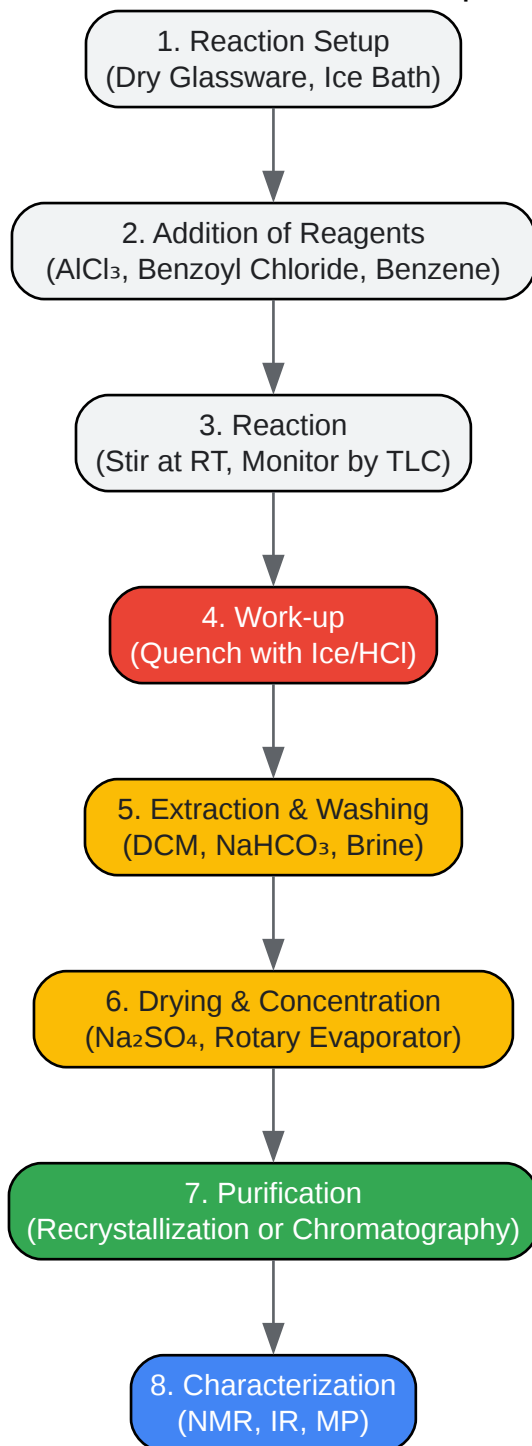 1. Reaction Setup
(Dry Glassware, Ice Bath)
2. Addition of Reagents
(AlCl₃, Benzoyl Chloride, Benzene)
3. Reaction
(Stir at RT, Monitor by TLC)
4. Work-up
(Quench with Ice/HCl)
5. Extraction & Washing
(DCM, NaHCO₃, Brine)
6. Drying & Concentration
(Na₂SO₄, Rotary Evaporator)
7. Purification
(Recrystallization or Chromatography)
8. Characterization
(NMR, IR, MP)